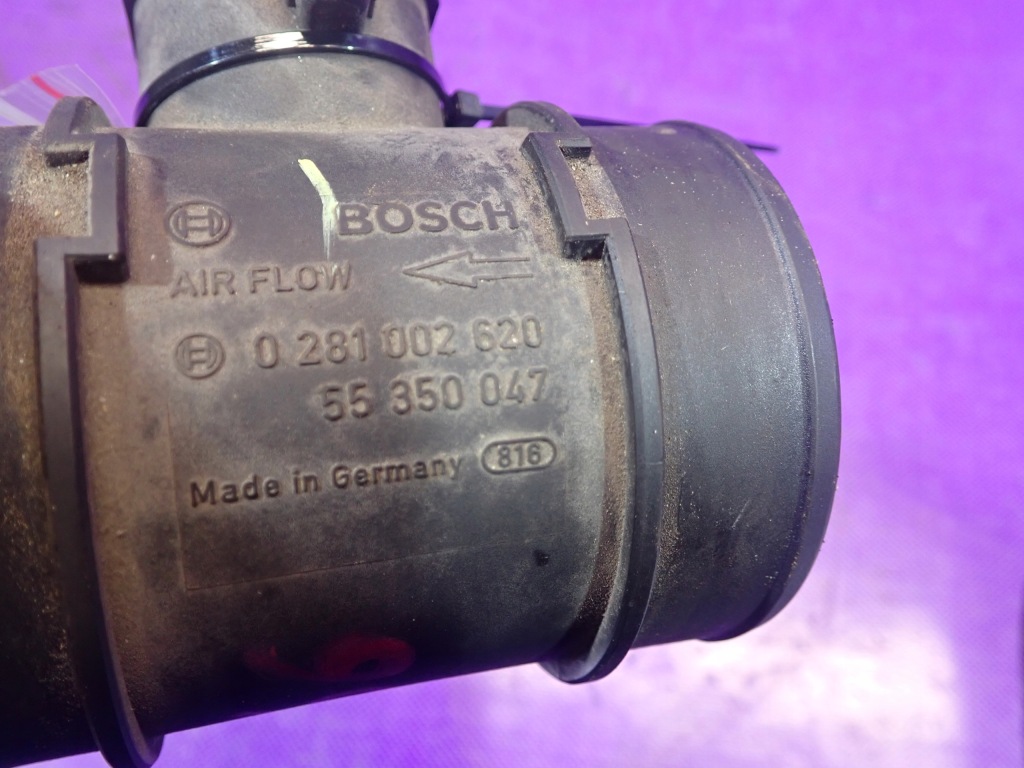 BOSCH
AIR FLOW
0 281 002 620
55 350 047
Made in Germany 816